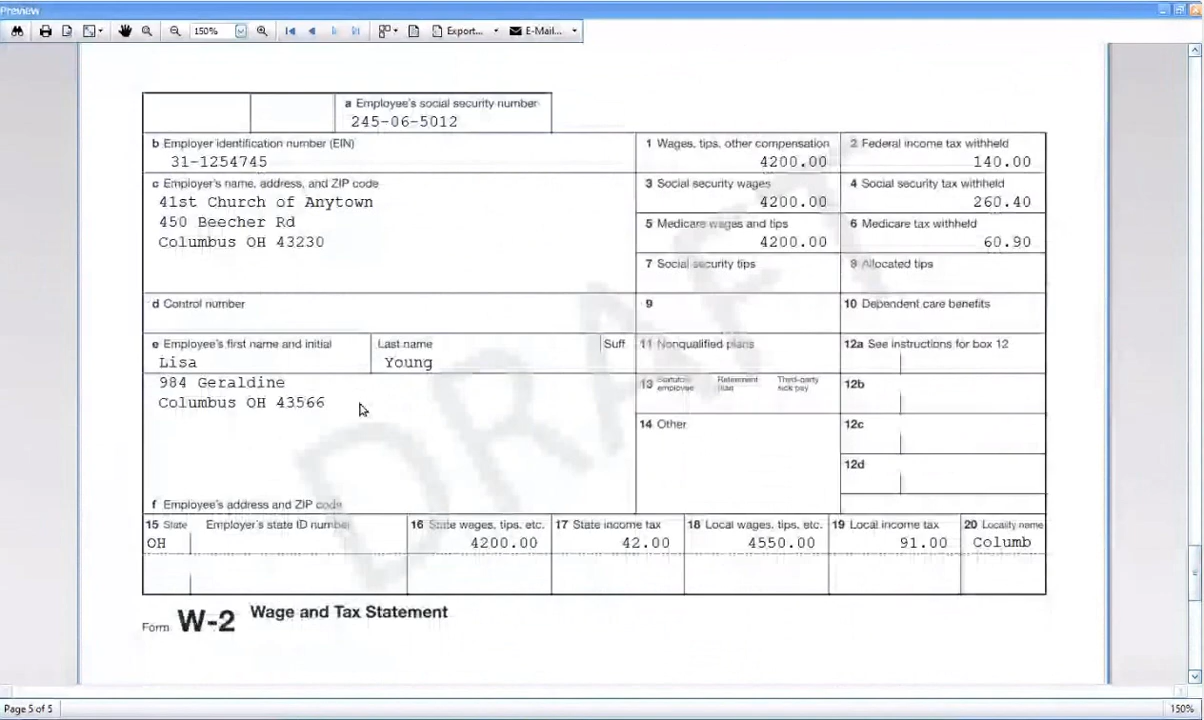 Preview
150%
Export...
E-Mail...
a Employee's social security number
245-06-5012
b Employer identification number (EIN)
31-1254745
1 Wages, tips, other compensation
4200.00
2 Federal income tax withheld
140.00
c Employer's name, address, and ZIP code
41st Church of Anytown
450 Beecher Rd
Columbus OH 43230
3 Social security wages
4200.00
4 Social security tax withheld
260.40
5 Medicare wages and tips
4200.00
6 Medicare tax withheld
60.90
7 Social security tips
8 Allocated tips
d Control number
9
10 Dependent care benefits
e Employee's first name and initial
Lisa
Last name
Young
Suff
11 Nonqualified plans
12a See instructions for box 12
984 Geraldine
Columbus OH 43566
13 Statutory employee
Retirement plan
Third-party sick pay
12b
14 Other
12c
12d
f Employee's address and ZIP code
15 State
OH
Employer's state ID number
16 State wages, tips, etc.
4200.00
17 State income tax
42.00
18 Local wages, tips, etc.
4550.00
19 Local income tax
91.00
20 Locality name
Columb
Form W-2 Wage and Tax Statement
DRAFT
Page 5 of 5
150%